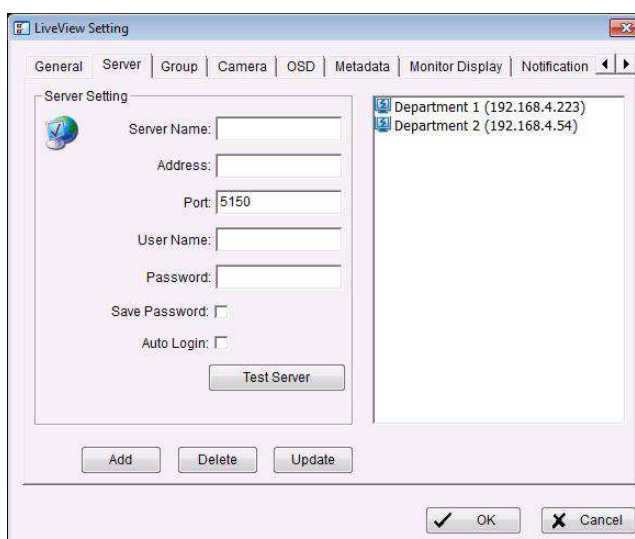 LiveView Setting
General Server Group Camera OSD Metadata Monitor Display Notification
Server Setting
Server Name:
Address:
Port: 5150
User Name:
Password:
Save Password:
Auto Login:
Test Server
Add Delete Update
Department 1 (192.168.4.223)
Department 2 (192.168.4.54)
OK Cancel